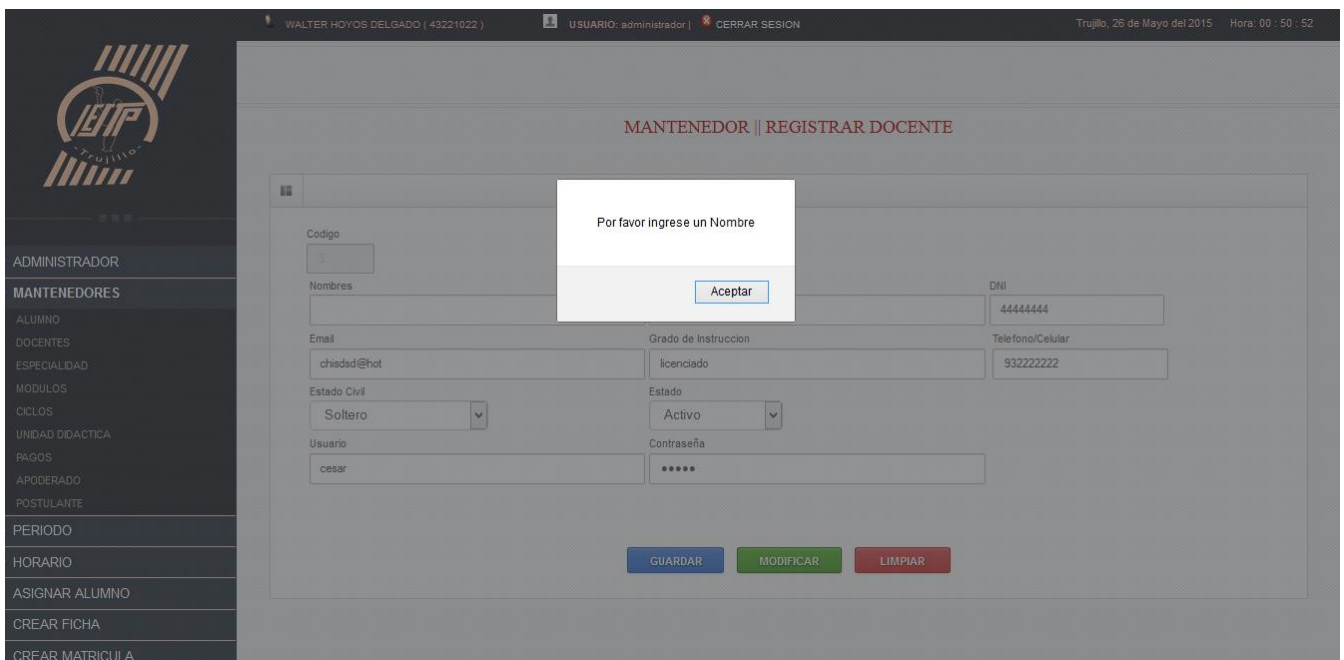 WALTER HOYOS DELGADO ( 43221022 ) USUARIO: administrador | CERRAR SESION Trujillo, 26 de Mayo del 2015 Hora: 00 : 50 : 52
IESTP
- Trujillo -
ADMINISTRADOR
MANTENEDORES
ALUMNO
DOCENTES
ESPECIALIDAD
MODULOS
CICLOS
UNIDAD DIDACTICA
PAGOS
APODERADO
POSTULANTE
PERIODO
HORARIO
ASIGNAR ALUMNO
CREAR FICHA
CREAR MATRICULA
MANTENEDOR || REGISTRAR DOCENTE
Por favor ingrese un Nombre
Aceptar
Codigo
3
Nombres DNI
44444444
Email Grado de Instruccion Telefono/Celular
chisdsd@hot licenciado 932222222
Estado Civil Estado
Soltero Activo
Usuario Contraseña
cesar •••••
GUARDAR MODIFICAR LIMPIAR